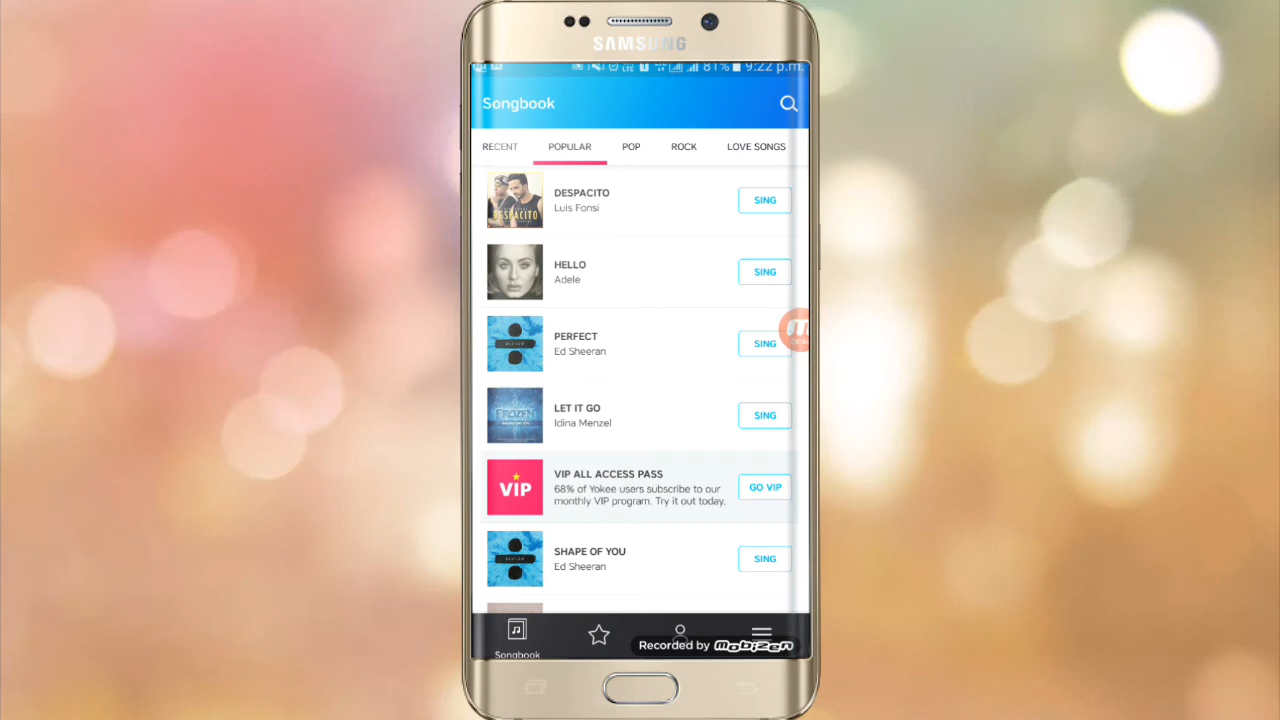 SAMSUNG
81% 9:22 p.m.
Songbook
RECENT POPULAR POP ROCK LOVE SONGS
DESPACITO
DESPACITO
Luis Fonsi
SING
HELLO
Adele
SING
PERFECT
Ed Sheeran
SING
FROZEN
LET IT GO
Idina Menzel
SING
VIP
VIP ALL ACCESS PASS
68% of Yokee users subscribe to our
monthly VIP program. Try it out today.
GO VIP
SHAPE OF YOU
Ed Sheeran
SING
Songbook
Recorded by mobizen